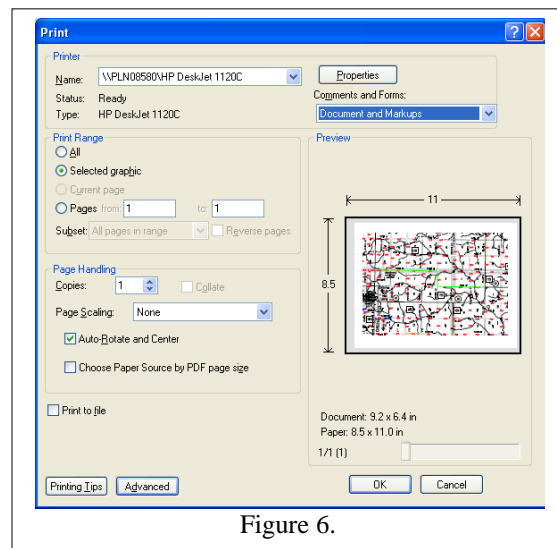 Print
Printer
Name: \\PLN08580\HP DeskJet 1120C
Properties
Status: Ready
Comments and Forms:
Type: HP DeskJet 1120C
Document and Markups
Print Range
All
Selected graphic
Current page
Pages from: 1 to: 1
Subset: All pages in range Reverse pages
Page Handling
Copies: 1 Collate
Page Scaling: None
Auto-Rotate and Center
Choose Paper Source by PDF page size
Print to file
Preview
11
8.5
Document: 9.2 x 6.4 in
Paper: 8.5 x 11.0 in
1/1 (1)
Printing Tips Advanced OK Cancel
Figure 6.